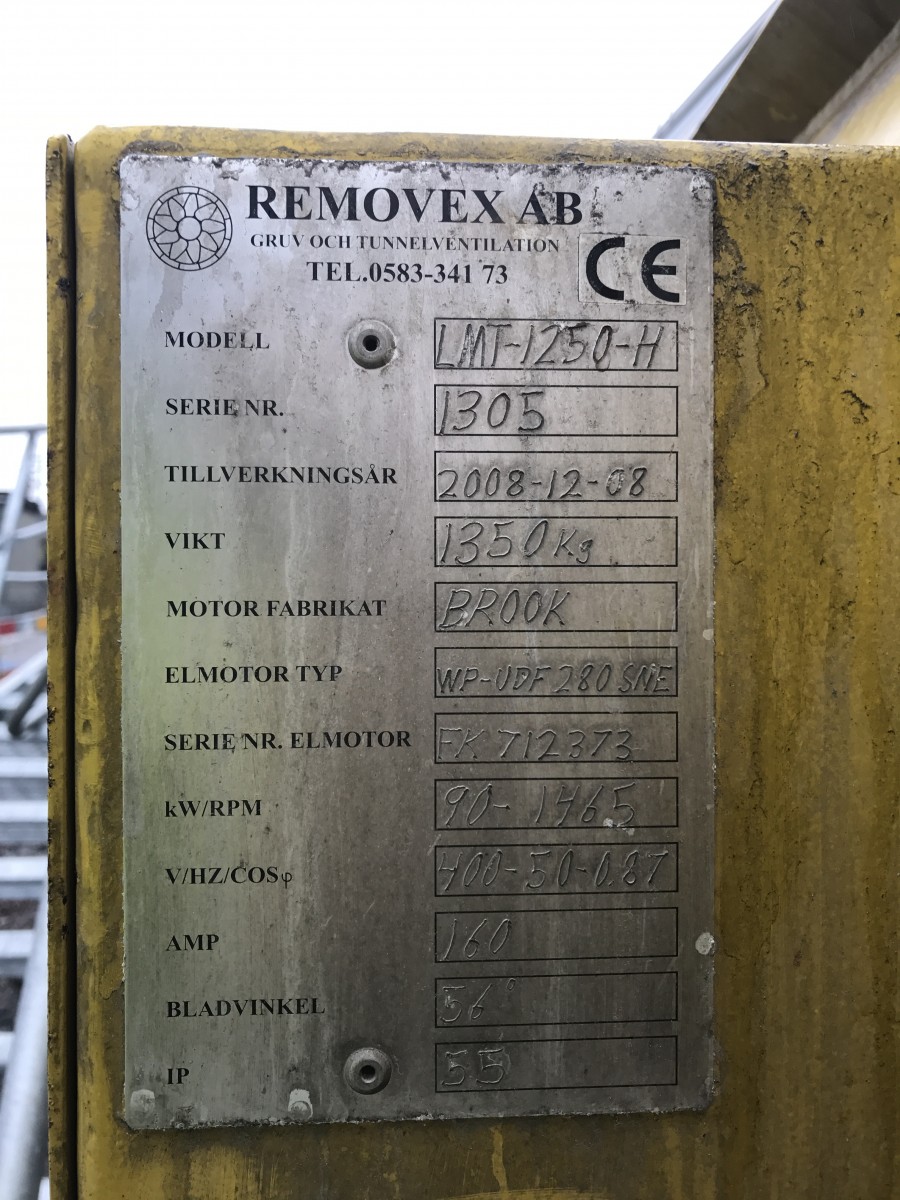 REMOVEX AB
GRUV OCH TUNNELVENTILATION
TEL.0583-341 73
CE
MODELL LMT-1250-H
SERIE NR. 1305
TILLVERKNINGSÅR 2008-12-08
VIKT 1350 Kg
MOTOR FABRIKAT BROOK
ELMOTOR TYP WP-UDF 280 SNE
SERIE NR. ELMOTOR FK 712373
kW/RPM 90-1465
V/HZ/COSφ 400-50-0.87
AMP 160
BLADVINKEL 56°
IP 55